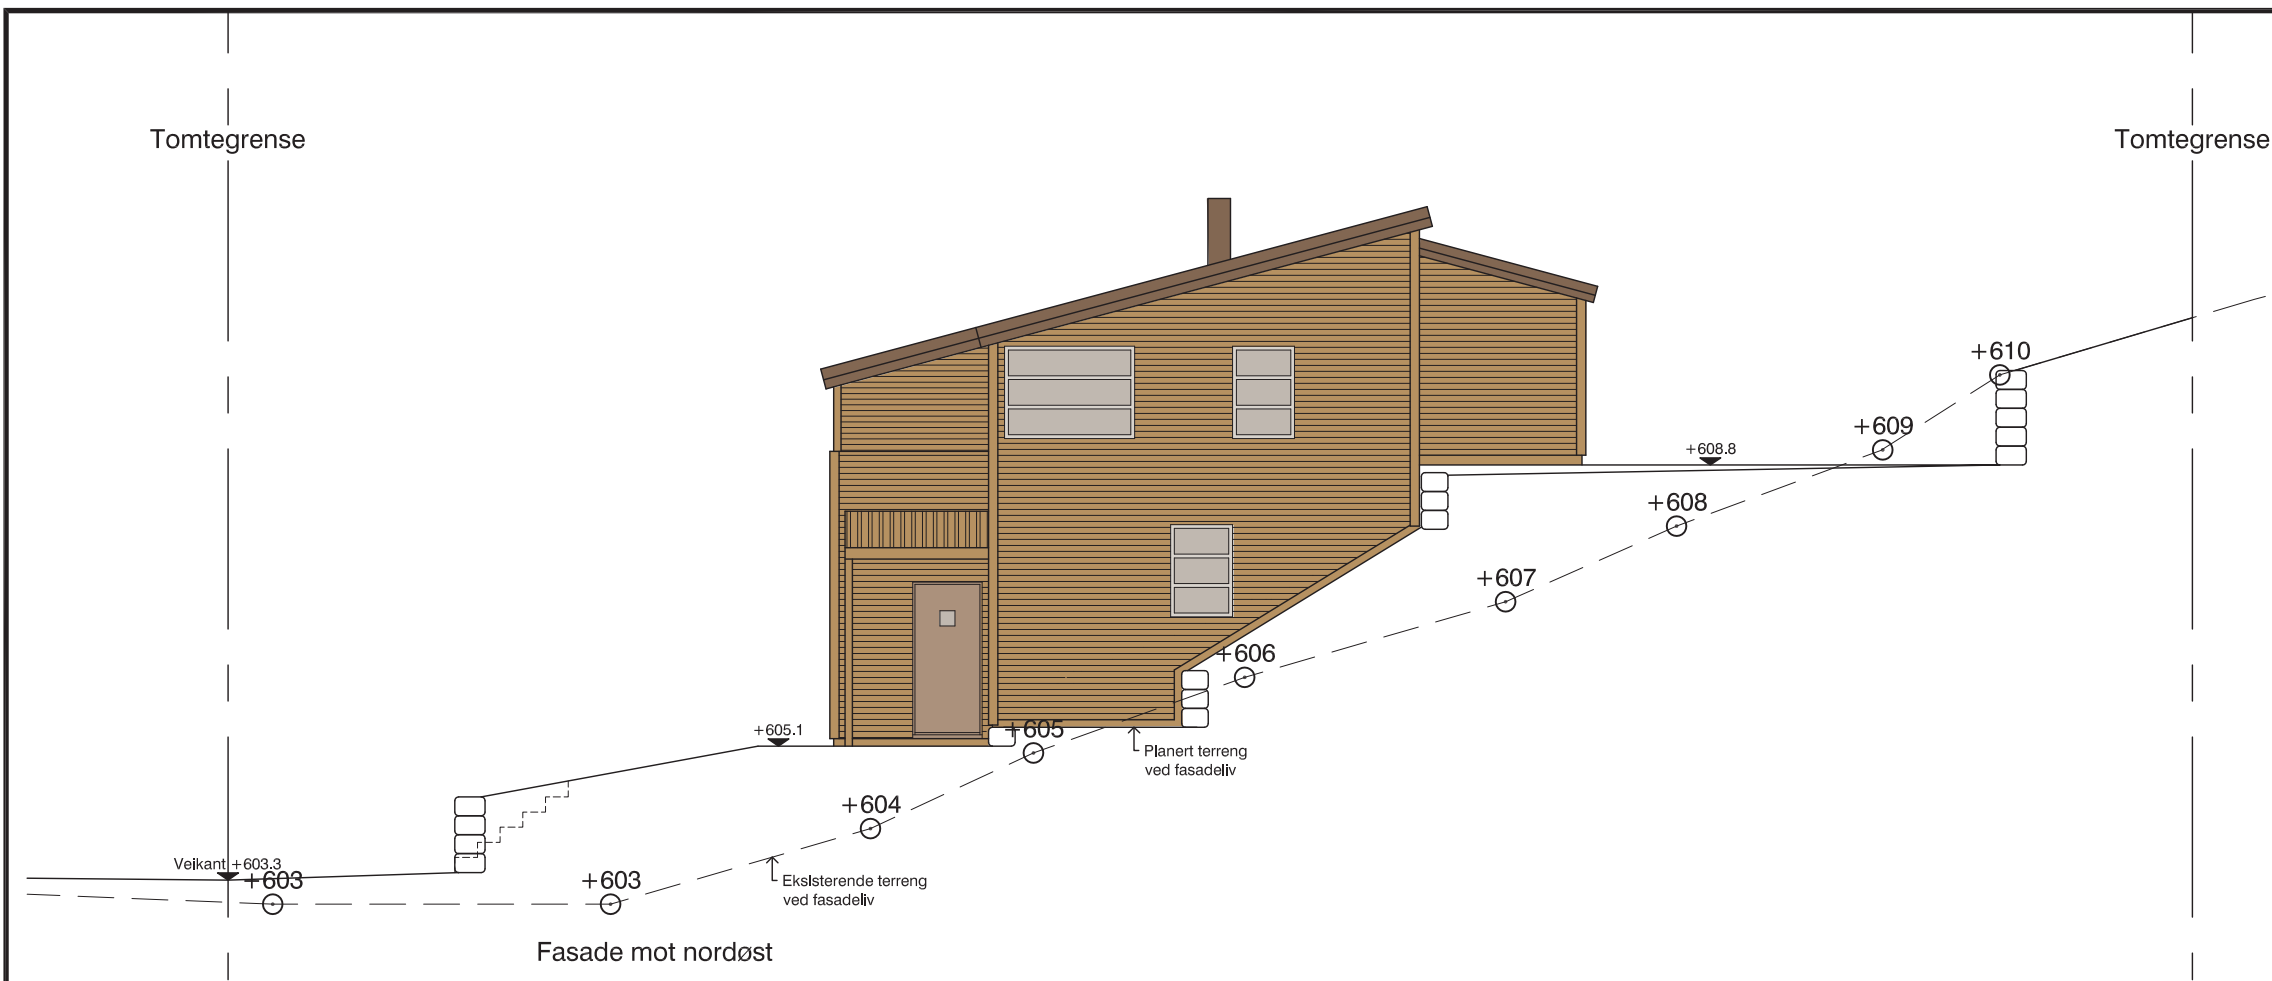 Tomtegrense
Tomtegrense
+610
+609
+608.8
+608
+607
+606
+605
+605.1
Planert terreng
ved fasadeliv
+604
Veikant +603.3
+603
+603
Eksisterende terreng
ved fasadeliv
Fasade mot nordøst